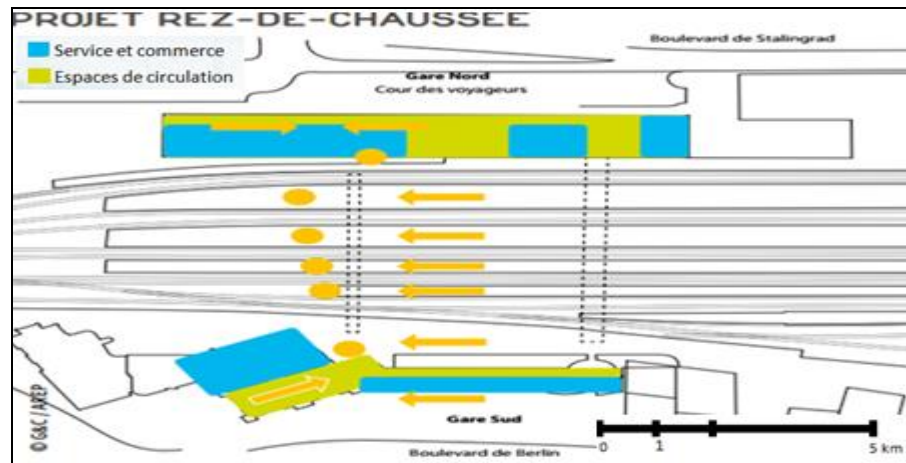 PROJET REZ-DE-CHAUSSEE
Service et commerce
Espaces de circulation
Boulevard de Stalingrad
Gare Nord
Cour des voyageurs
© G&C / AREP
Gare Sud
Boulevard de Berlin
0 1 5 km